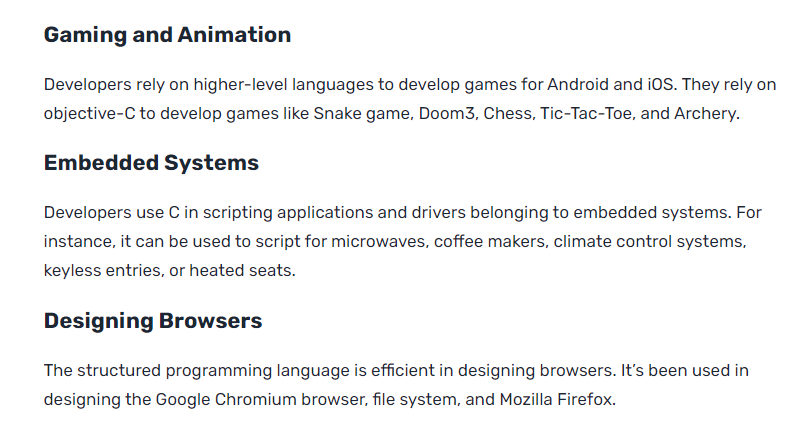 Gaming and Animation
Developers rely on higher-level languages to develop games for Android and iOS. They rely on
objective-C to develop games like Snake game, Doom3, Chess, Tic-Tac-Toe, and Archery.
Embedded Systems
Developers use C in scripting applications and drivers belonging to embedded systems. For
instance, it can be used to script for microwaves, coffee makers, climate control systems,
keyless entries, or heated seats.
Designing Browsers
The structured programming language is efficient in designing browsers. It’s been used in
designing the Google Chromium browser, file system, and Mozilla Firefox.